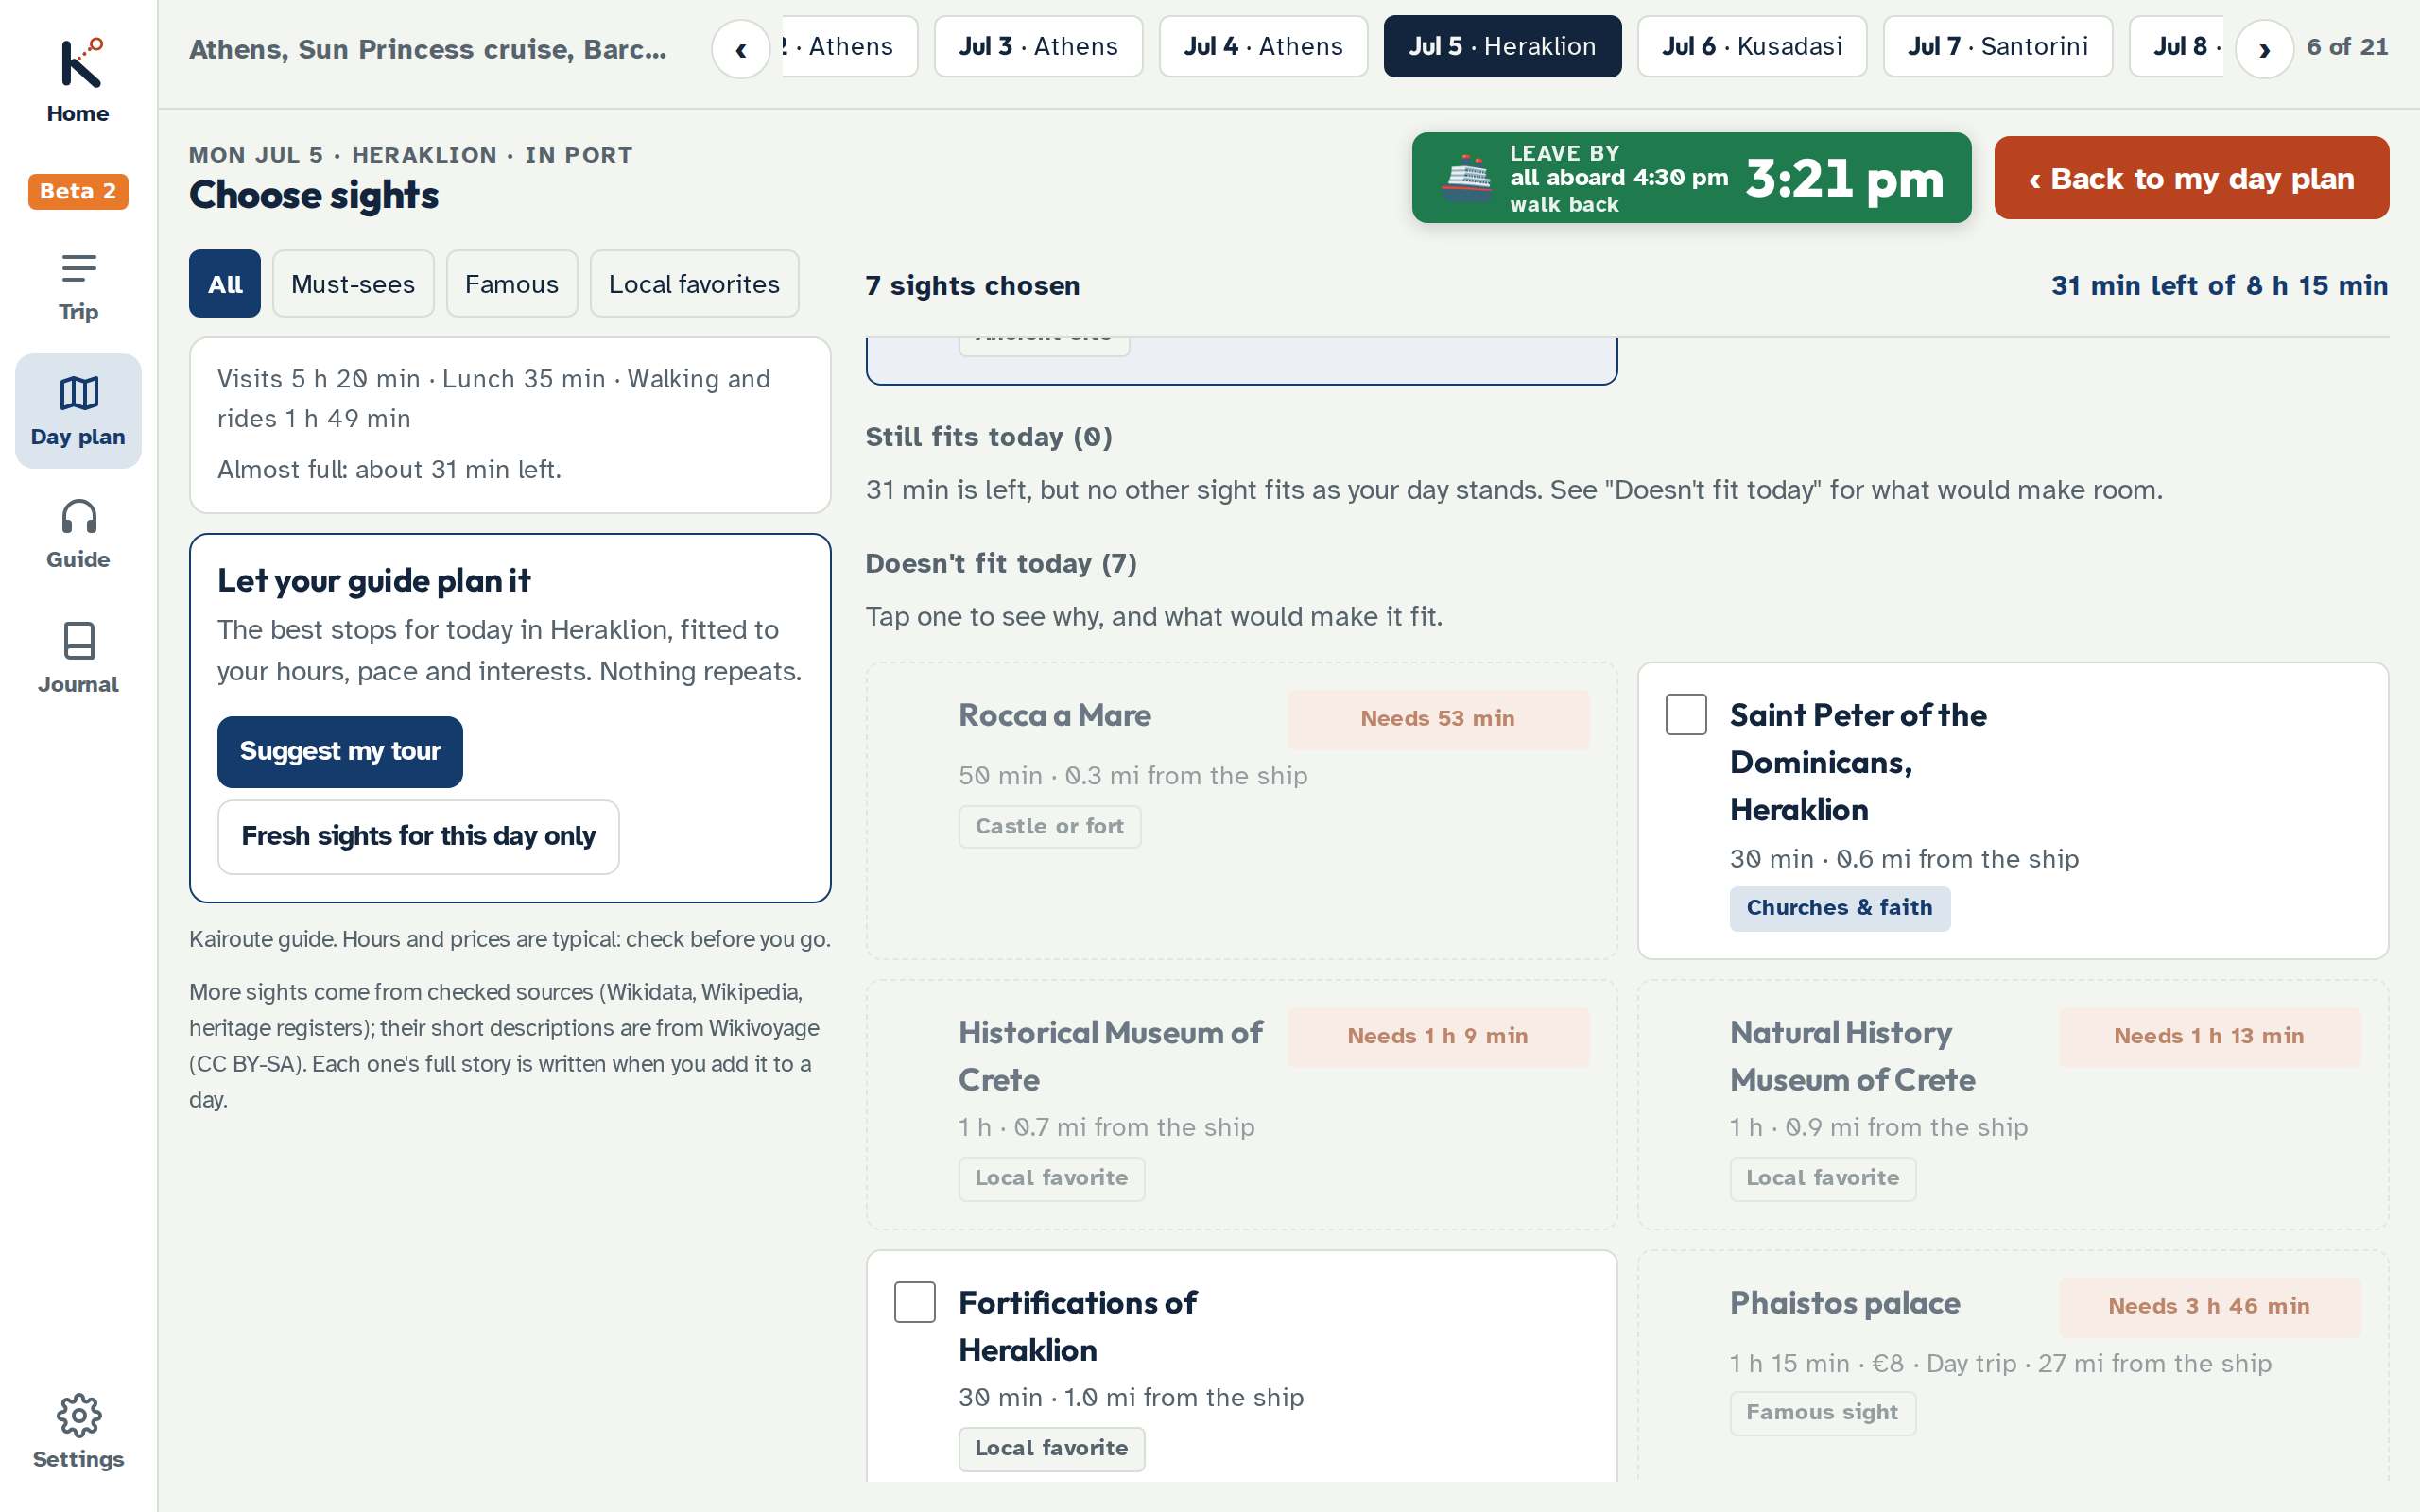 Home
Beta 2
Trip
Day plan
Guide
Journal
Settings
Athens, Sun Princess cruise, Barc...
‹
· Athens
Jul 3 · Athens
Jul 4 · Athens
Jul 5 · Heraklion
Jul 6 · Kusadasi
Jul 7 · Santorini
Jul 8 ·
›
6 of 21
MON JUL 5 · HERAKLION · IN PORT
Choose sights
LEAVE BY
all aboard 4:30 pm
walk back
3:21 pm
‹ Back to my day plan
All
Must-sees
Famous
Local favorites
7 sights chosen
31 min left of 8 h 15 min
Visits 5 h 20 min · Lunch 35 min · Walking and
rides 1 h 49 min
Almost full: about 31 min left.
Let your guide plan it
The best stops for today in Heraklion, fitted to
your hours, pace and interests. Nothing repeats.
Suggest my tour
Fresh sights for this day only
Kairoute guide. Hours and prices are typical: check before you go.
More sights come from checked sources (Wikidata, Wikipedia,
heritage registers); their short descriptions are from Wikivoyage
(CC BY-SA). Each one's full story is written when you add it to a
day.
Still fits today (0)
31 min is left, but no other sight fits as your day stands. See "Doesn't fit today" for what would make room.
Doesn't fit today (7)
Tap one to see why, and what would make it fit.
Rocca a Mare
Needs 53 min
50 min · 0.3 mi from the ship
Castle or fort
Saint Peter of the
Dominicans,
Heraklion
30 min · 0.6 mi from the ship
Churches & faith
Historical Museum of
Crete
Needs 1 h 9 min
1 h · 0.7 mi from the ship
Local favorite
Natural History
Museum of Crete
Needs 1 h 13 min
1 h · 0.9 mi from the ship
Local favorite
Fortifications of
Heraklion
30 min · 1.0 mi from the ship
Local favorite
Phaistos palace
Needs 3 h 46 min
1 h 15 min · €8 · Day trip · 27 mi from the ship
Famous sight